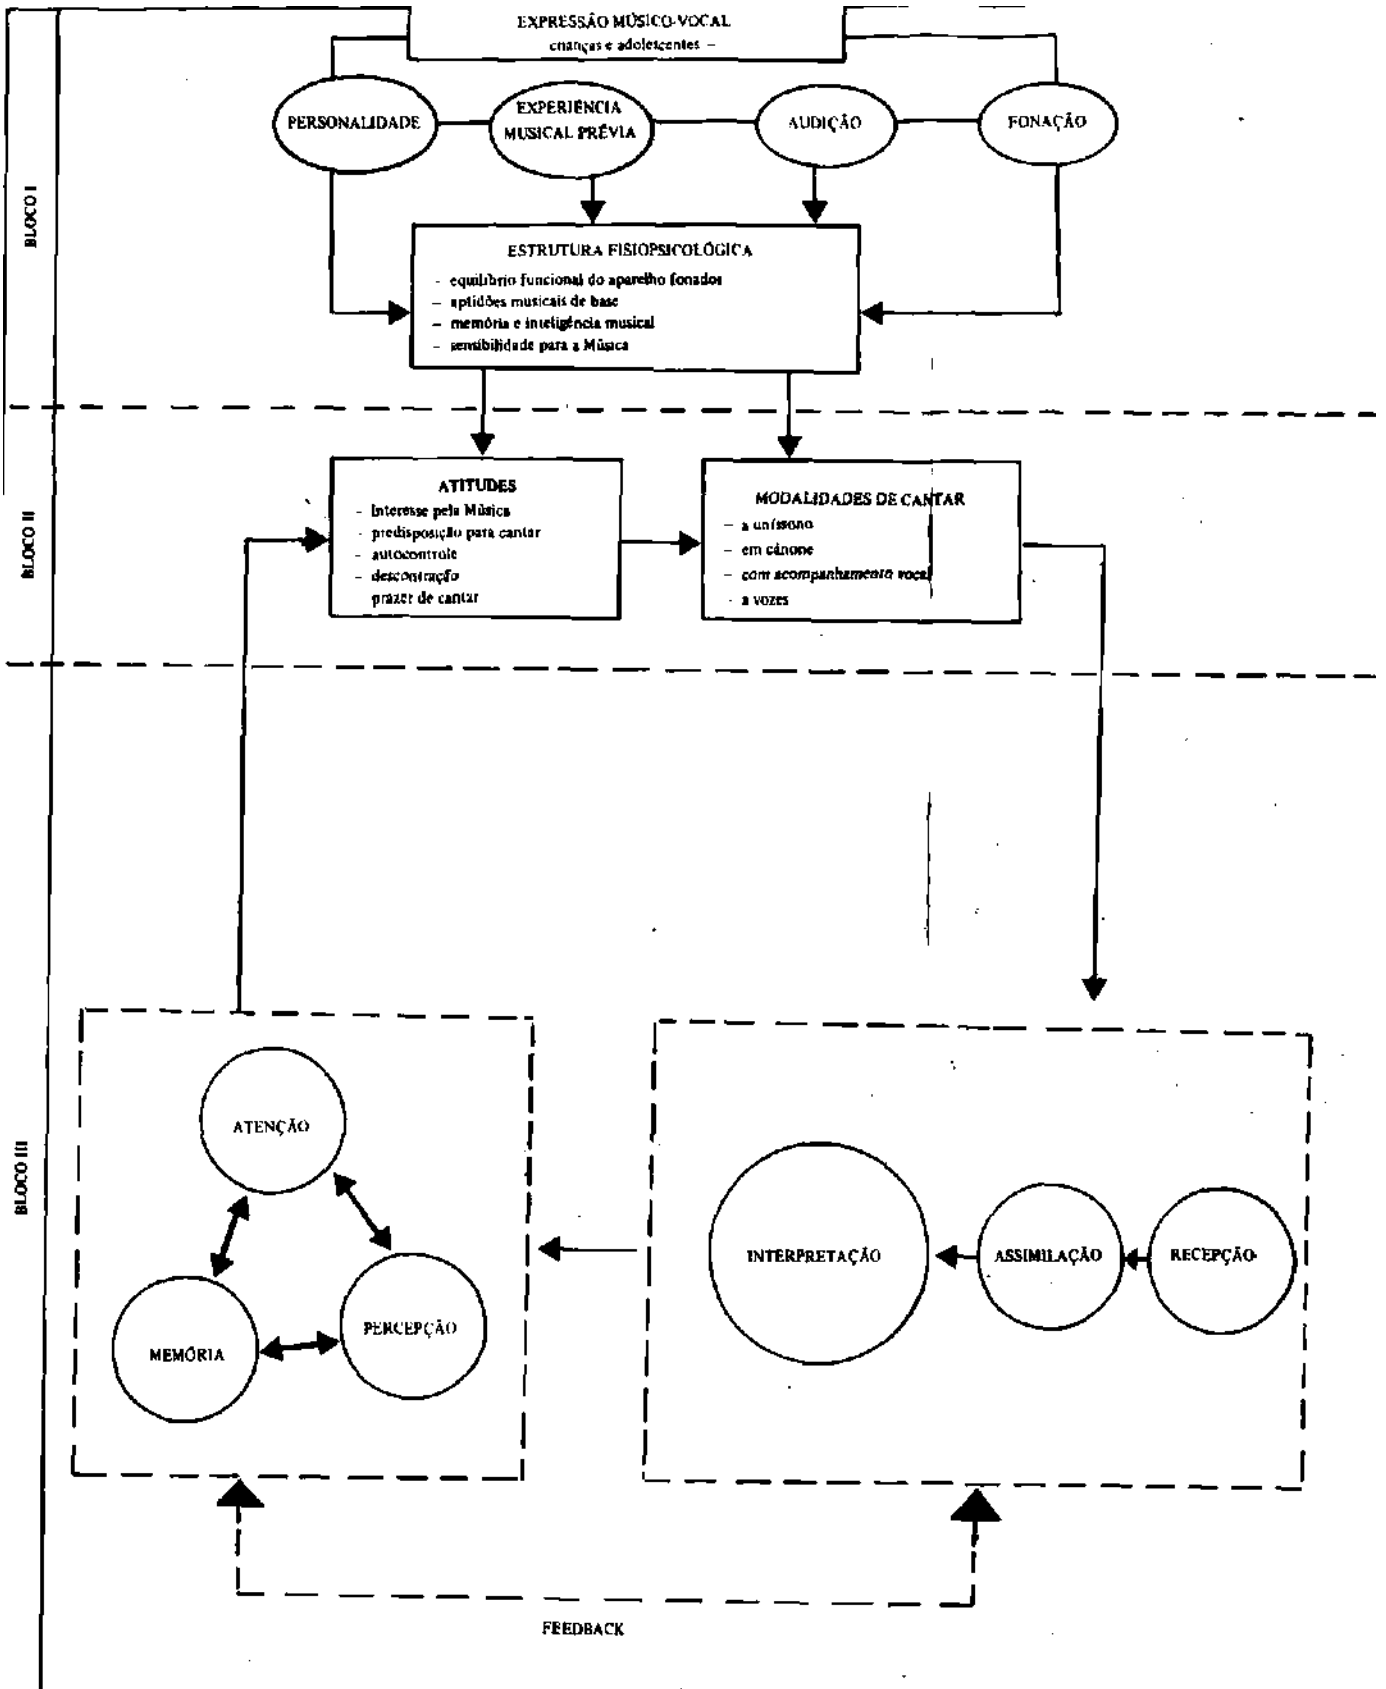 EXPRESSÃO MÚSICO-VOCAL
crianças e adolescentes –
PERSONALIDADE
EXPERIÊNCIA
MUSICAL PRÉVIA
AUDIÇÃO
FONAÇÃO
BLOCO I
ESTRUTURA FISIOPSICOLÓGICA
- equilíbrio funcional do aparelho fonados
– aptidões musicais de base
– memória e inteligência musical
– sensibilidade para a Música
BLOCO II
ATITUDES
- Interesse pela Música
- predisposição para cantar
- autocontrole
- descontração
prazer de cantar
MODALIDADES DE CANTAR
– a uníssono
– em cânone
– com acompanhamento vocal
- a vozes
BLOCO III
ATENÇÃO
MEMÓRIA
PERCEPÇÃO
INTERPRETAÇÃO
ASSIMILAÇÃO
RECEPÇÃO
FEEDBACK